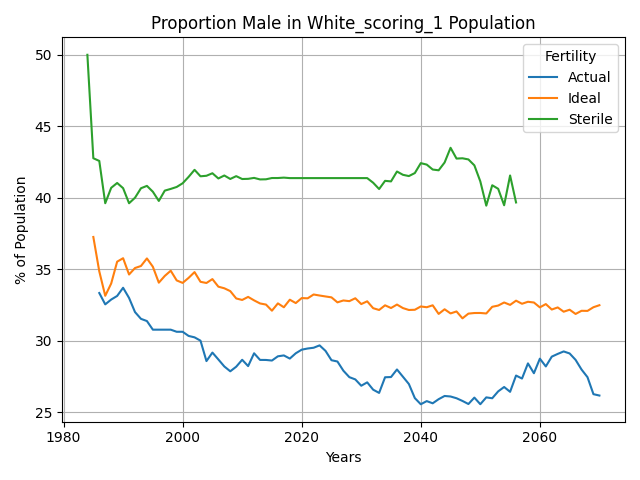 Proportion Male in White_scoring_1 Population
Fertility
Actual
Ideal
Sterile
% of Population
50
45
40
35
30
25
1980
2000
2020
2040
2060
Years